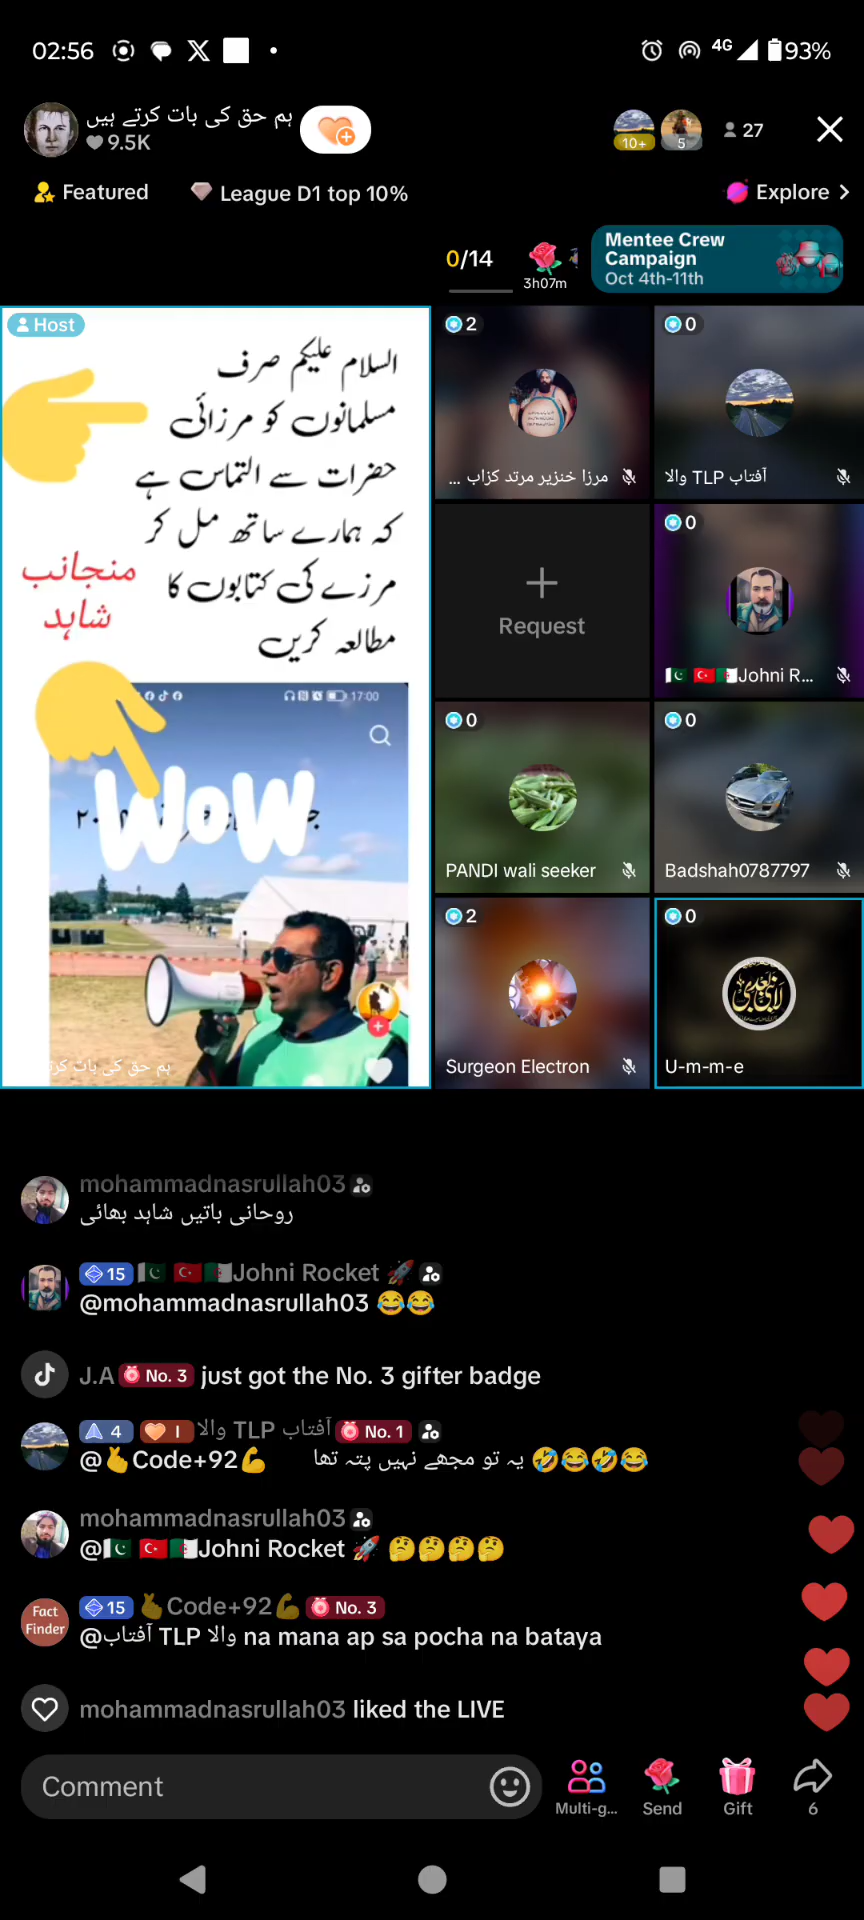 02:56
4G
93%
ہم حق کی بات کرتے ہیں
9.5K
10+
5
27
Featured
League D1 top 10%
Explore
0/14
3h07m
Mentee Crew
Campaign
Oct 4th-11th
Host
السلام علیکم صرف
مسلمانوں کو مرزائی
حضرات سے التماس ہے
کہ ہمارے ساتھ مل کر
مرزے کی کتابوں کا
مطالعہ کریں
منجانب
شاہد
17:00
WoW
ہم حق کی بات
2
مرزا خنزیر مرتد کزاب ...
0
آفتاب TLP والا
Request
0
Johni R...
0
PANDI wali seeker
0
Badshah0787797
2
Surgeon Electron
0
لا نبی بعدی
U-m-m-e
mohammadnasrullah03
روحانی باتیں شاہد بھائی
15 Johni Rocket 🚀
@mohammadnasrullah03 😂😂
J.A No. 3 just got the No. 3 gifter badge
4 I آفتاب TLP والا No. 1
@🫰Code+92💪 یہ تو مجھے نہیں پتہ تھا 🤣😂🤣😂
mohammadnasrullah03
@🇵🇰 🇹🇷🇩🇿Johni Rocket 🚀 🤔🤔🤔🤔
Fact
Finder
15 🫰Code+92💪 No. 3
@آفتاب TLP والا na mana ap sa pocha na bataya
mohammadnasrullah03 liked the LIVE
Comment
Multi-g...
Send
Gift
6